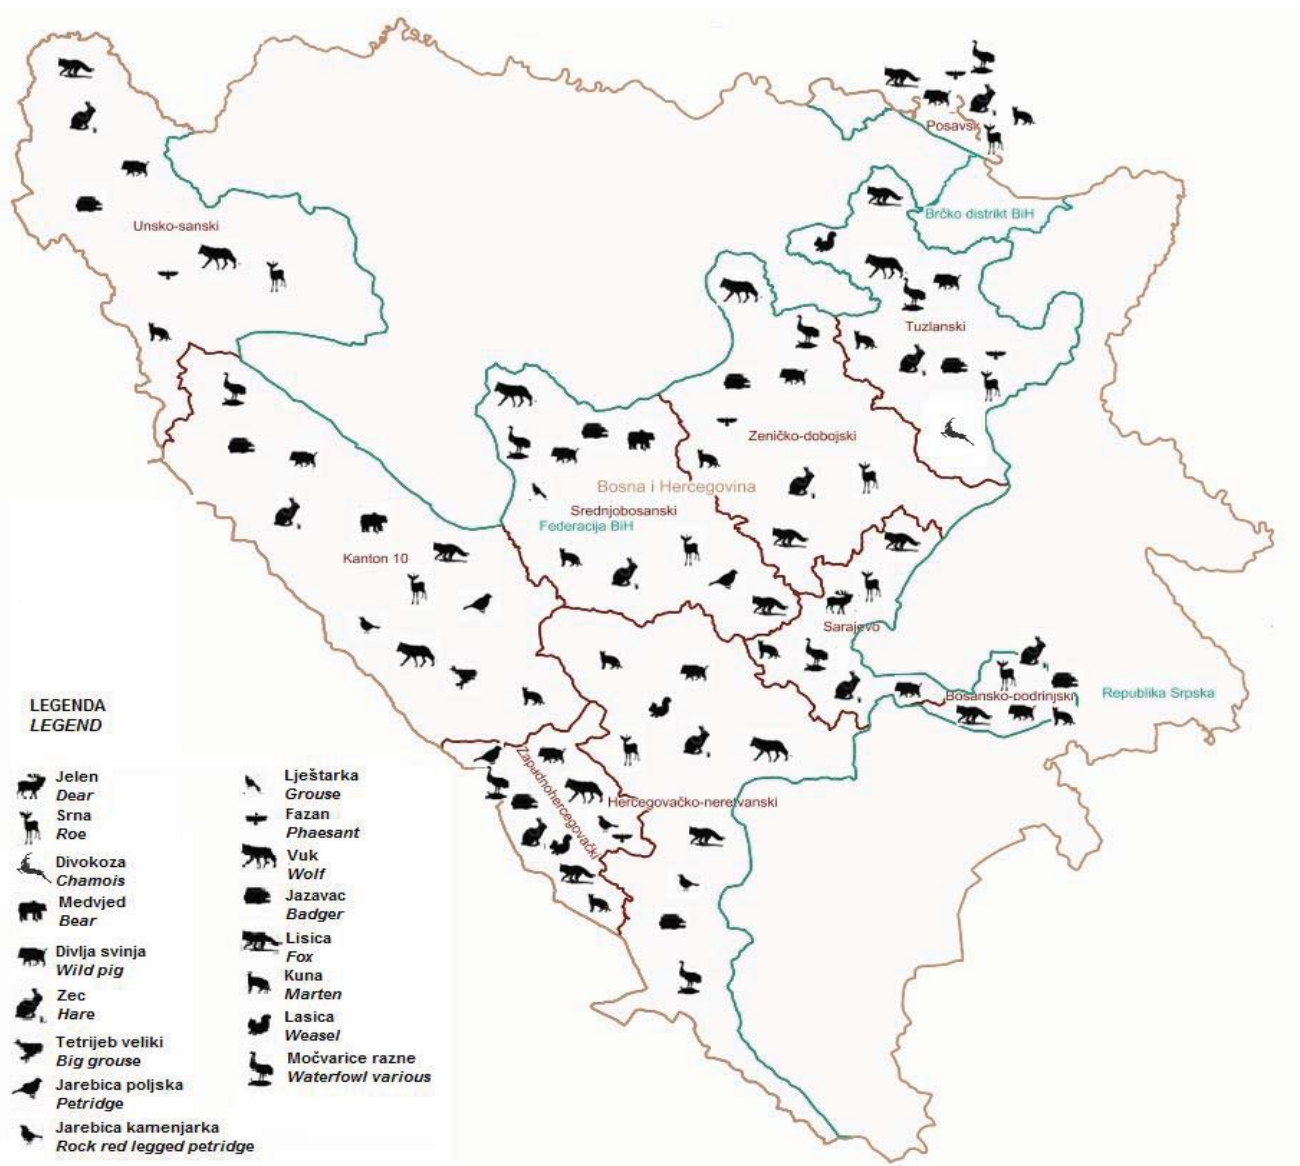 Posavsk
Brčko distrikt BiH
Unsko-sanski
Tuzlanski
Zeničko-dobojski
Bosna i Hercegovina
Srednjobosanski
Federacija BiH
Kanton 10
Sarajevo
Bosansko-podrinjski
Republika Srpska
Zapadnohercegovački
Hercegovačko-neretvanski
LEGENDA
LEGEND
Jelen
Dear
Srna
Roe
Divokoza
Chamois
Medvjed
Bear
Divlja svinja
Wild pig
Zec
Hare
Tetrijeb veliki
Big grouse
Jarebica poljska
Petridge
Jarebica kamenjarka
Rock red legged petridge
Lještarka
Grouse
Fazan
Phaesant
Vuk
Wolf
Jazavac
Badger
Lisica
Fox
Kuna
Marten
Lasica
Weasel
Močvarice razne
Waterfowl various